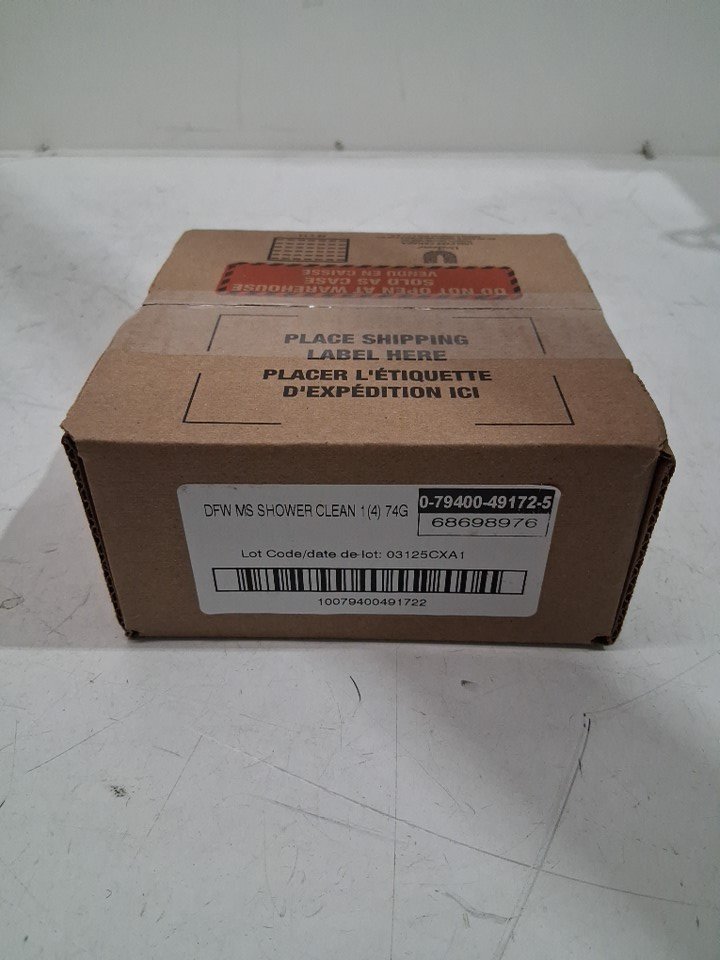 DO NOT OPEN AT WAREHOUSE
SOLD AS CASE
VENDU EN CAISSE
PLACE SHIPPING
LABEL HERE
PLACER L'ÉTIQUETTE
D'EXPÉDITION ICI
DFW MS SHOWER CLEAN 1(4) 74G
0-79400-49172-5
68698976
Lot Code/date de lot: 03125CXA1
10079400491722